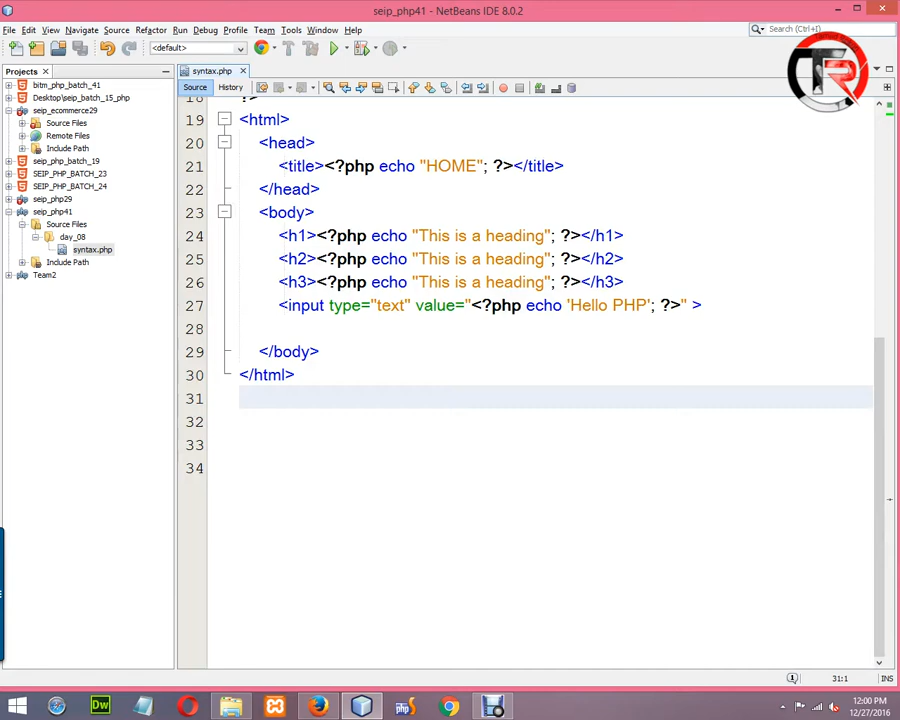 seip_php41 - NetBeans IDE 8.0.2
File Edit View Navigate Source Refactor Run Debug Profile Team Tools Window Help
Search (Ctrl+I)
<default>
Projects
syntax.php
Source History
bitm_php_batch_41
Desktop\seip_batch_15_php
seip_ecommerce29
Source Files
Remote Files
Include Path
seip_php_batch_19
SEIP_PHP_BATCH_23
SEIP_PHP_BATCH_24
seip_php29
seip_php41
Source Files
day_08
syntax.php
Include Path
Team2
18 ?>
19 <html>
20 <head>
21 <title><?php echo "HOME"; ?></title>
22 </head>
23 <body>
24 <h1><?php echo "This is a heading"; ?></h1>
25 <h2><?php echo "This is a heading"; ?></h2>
26 <h3><?php echo "This is a heading"; ?></h3>
27 <input type="text" value="<?php echo 'Hello PHP'; ?>" >
28
29 </body>
30 </html>
31
32
33
34
31:1 INS
Dw
12:00 PM
12/27/2016